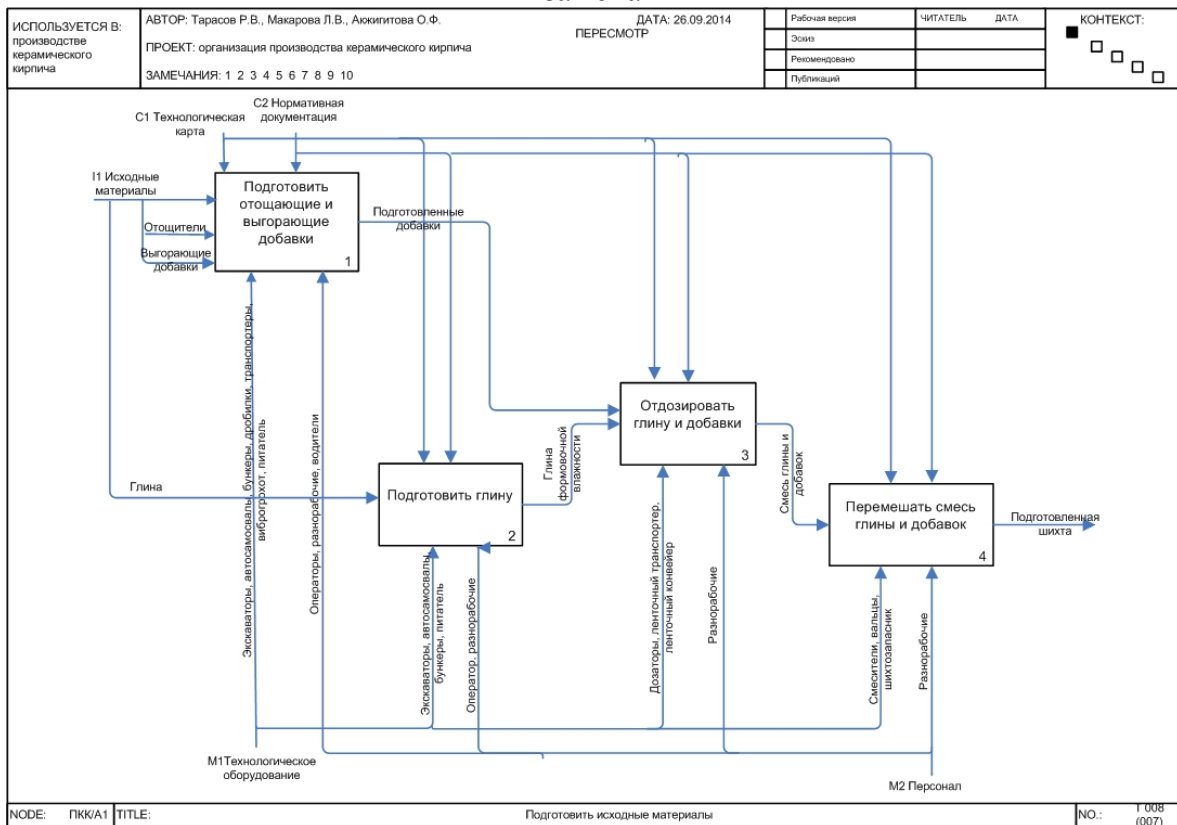 ИСПОЛЬЗУЕТСЯ В:
производстве
керамического
кирпича
АВТОР: Тарасов Р.В., Макарова Л.В., Акжигитова О.Ф.
ДАТА: 26.09.2014
ПЕРЕСМОТР
ПРОЕКТ: организация производства керамического кирпича
ЗАМЕЧАНИЯ: 1 2 3 4 5 6 7 8 9 10
Рабочая версия
Эскиз
Рекомендовано
Публикаций
ЧИТАТЕЛЬ ДАТА
КОНТЕКСТ:
C2 Нормативная
документация
C1 Технологическая
карта
I1 Исходные
материалы
Отощители
Выгорающие
добавки
Подготовить
отощающие и
выгорающие
добавки
1
Подготовленные
добавки
Экскаваторы, автосамосвалы, бункеры, дробилки, транспортеры,
виброгрохот, питатель
Операторы, разнорабочие, водители
Глина
Подготовить глину
2
Глина
формовочной
влажности
Отдозировать
глину и добавки
3
Смесь глины и
добавок
Перемешать смесь
глины и добавок
4
Подготовленная
шихта
Экскаваторы, автосамосвалы,
бункеры, питатель
Оператор, разнорабочие
Дозаторы, ленточный транспортер,
ленточный конвейер
Разнорабочие
Смесители, вальцы,
шихтозапасник
Разнорабочие
М1Технологическое
оборудование
М2 Персонал
NODE: ПКК/А1
TITLE:
Подготовить исходные материалы
NO.:
008
(007)